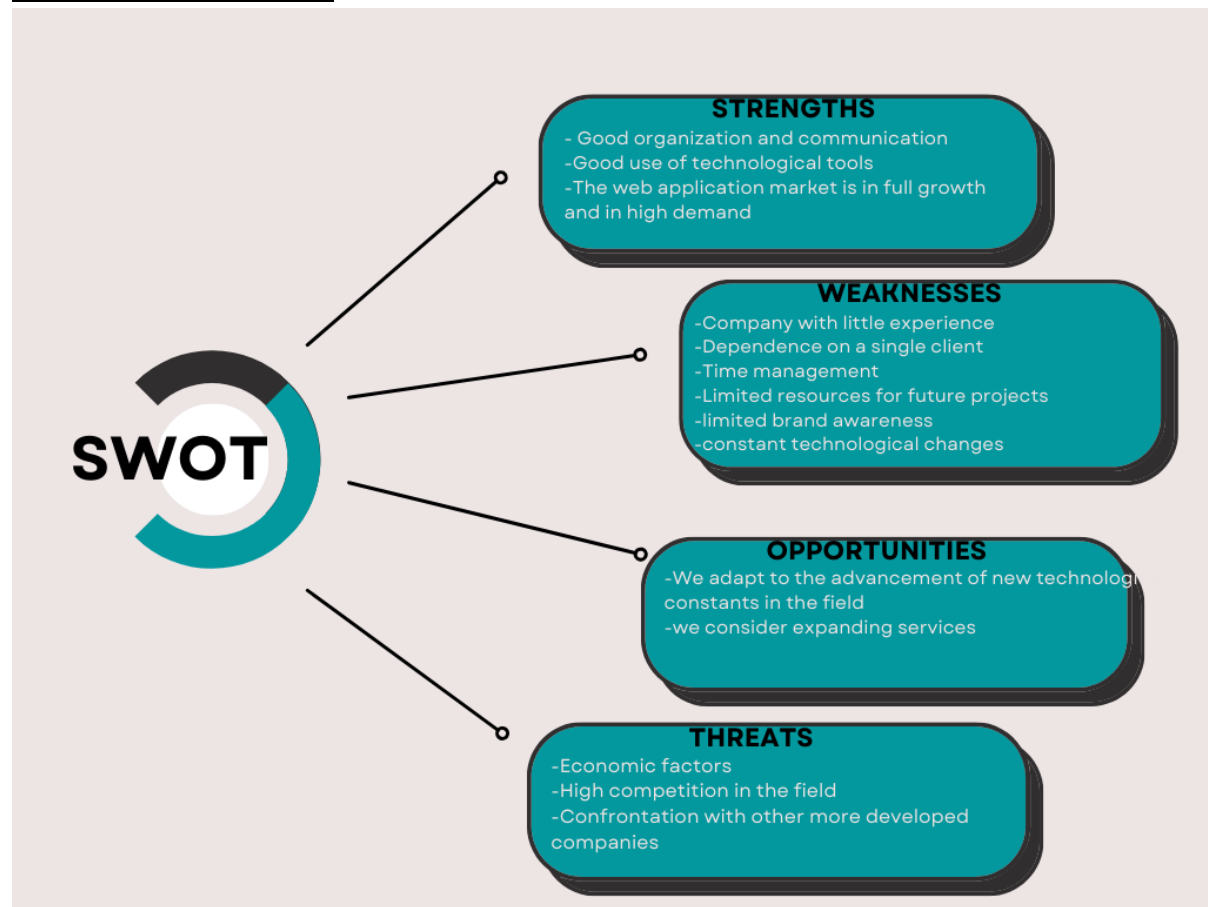 STRENGTHS
- Good organization and communication
-Good use of technological tools
-The web application market is in full growth
and in high demand
WEAKNESSES
-Company with little experience
-Dependence on a single client
-Time management
-Limited resources for future projects
-limited brand awareness
-constant technological changes
SWOT
OPPORTUNITIES
-We adapt to the advancement of new technologi
constants in the field
-we consider expanding services
THREATS
-Economic factors
-High competition in the field
-Confrontation with other more developed
companies